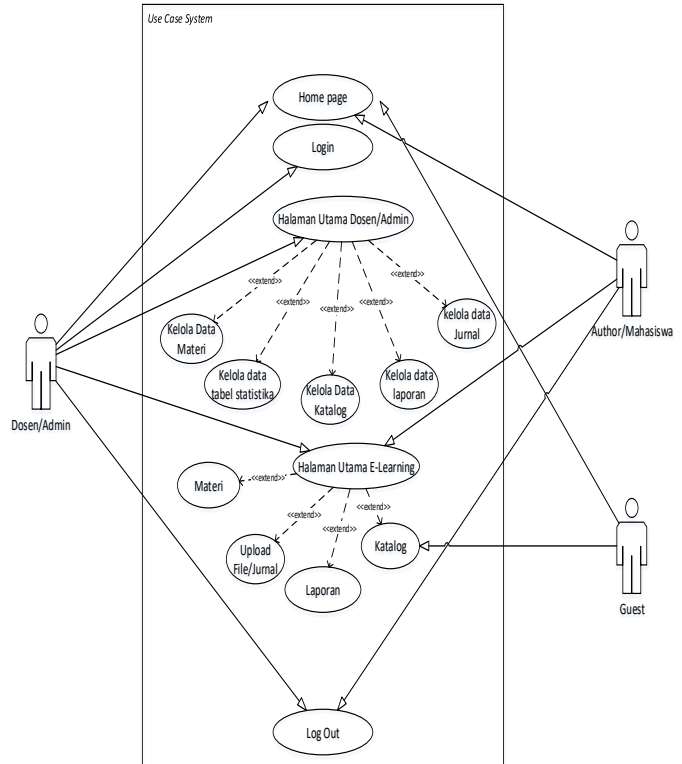 Use Case System
Home page
Login
Halaman Utama Dosen/Admin
<<extend>>
<<extend>>
<<extend>>
<<extend>>
<<extend>>
Kelola Data
Materi
Kelola data
tabel statistika
Kelola Data
Katalog
Kelola data
laporan
kelola data
Jurnal
Dosen/Admin
Author/Mahasiswa
Halaman Utama E-Learning
<<extend>>
<<extend>>
<<extend>>
<<extend>>
Materi
Upload
File/Jurnal
Laporan
Katalog
Guest
Log Out